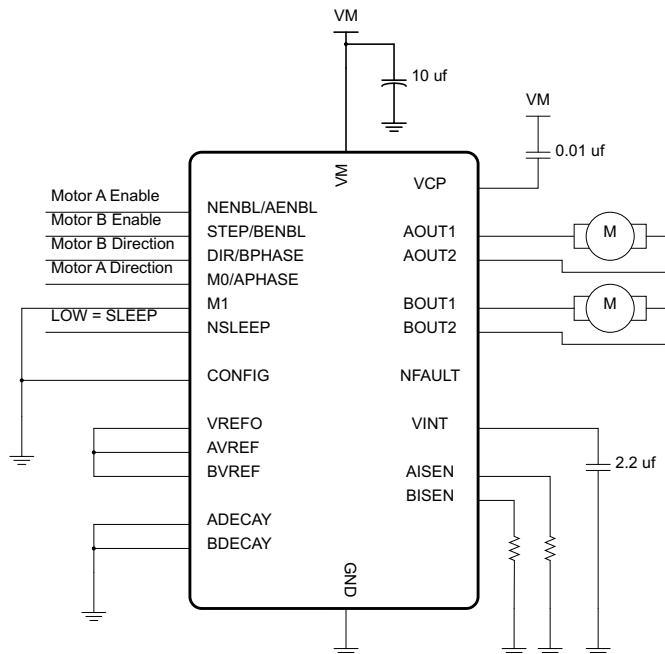 VM
10 uf
VM
0.01 uf
VM
VCP
Motor A Enable
NENBL/AENBL
Motor B Enable
STEP/BENBL
AOUT1
M
Motor B Direction
DIR/BPHASE
AOUT2
Motor A Direction
M0/APHASE
M1
BOUT1
M
LOW = SLEEP
NSLEEP
BOUT2
CONFIG
NFAULT
VREFO
VINT
AVREF
BVREF
AISEN
2.2 uf
BISEN
ADECAY
BDECAY
GND